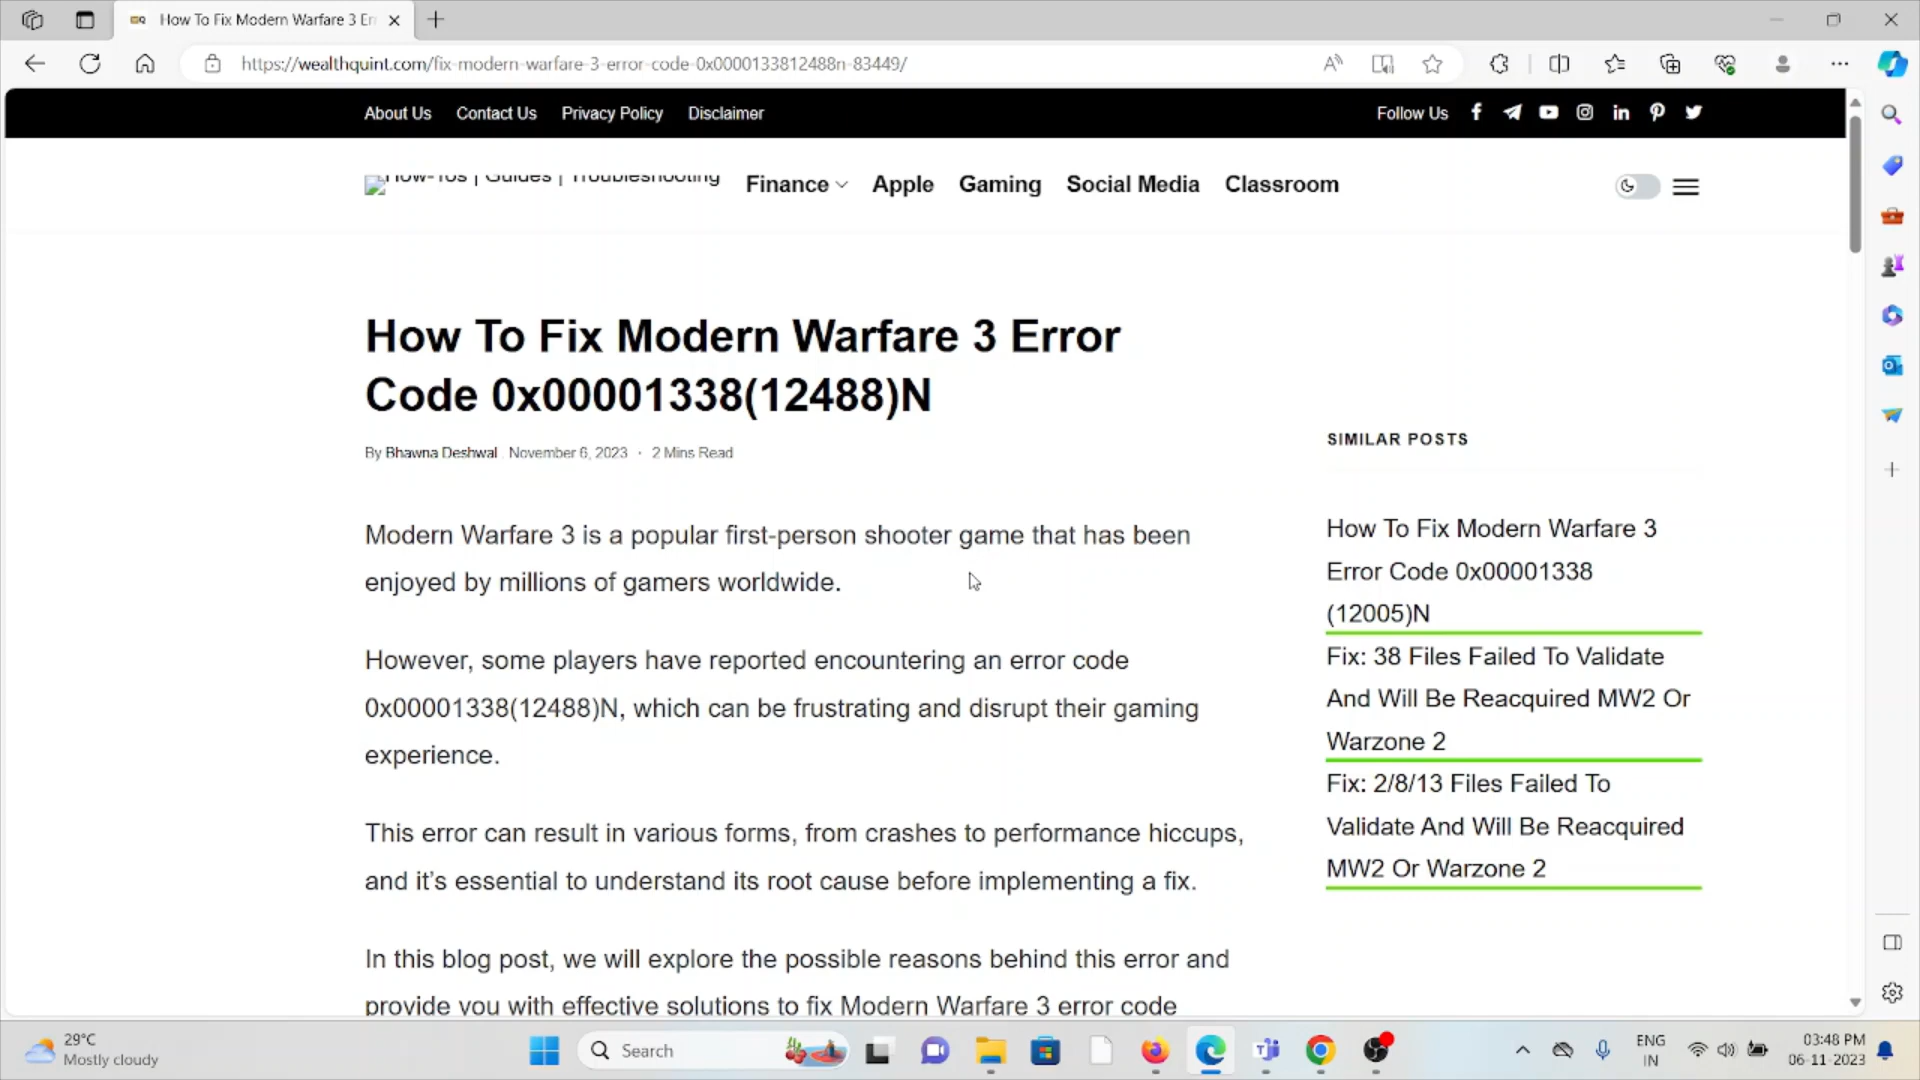 How To Fix Modern Warfare 3 Er
https://wealthquint.com/fix-modern-warfare-3-error-code-0x0000133812488n-83449/
About Us Contact Us Privacy Policy Disclaimer Follow Us
How-Tos | Guides | Troubleshooting Finance Apple Gaming Social Media Classroom
How To Fix Modern Warfare 3 Error
Code 0x00001338(12488)N
By Bhawna Deshwal November 6, 2023 · 2 Mins Read
Modern Warfare 3 is a popular first-person shooter game that has been
enjoyed by millions of gamers worldwide.
However, some players have reported encountering an error code
0x00001338(12488)N, which can be frustrating and disrupt their gaming
experience.
This error can result in various forms, from crashes to performance hiccups,
and it’s essential to understand its root cause before implementing a fix.
In this blog post, we will explore the possible reasons behind this error and
provide you with effective solutions to fix Modern Warfare 3 error code
SIMILAR POSTS
How To Fix Modern Warfare 3
Error Code 0x00001338
(12005)N
Fix: 38 Files Failed To Validate
And Will Be Reacquired MW2 Or
Warzone 2
Fix: 2/8/13 Files Failed To
Validate And Will Be Reacquired
MW2 Or Warzone 2
29°C
Mostly cloudy
Search
ENG
IN
03:48 PM
06-11-2023